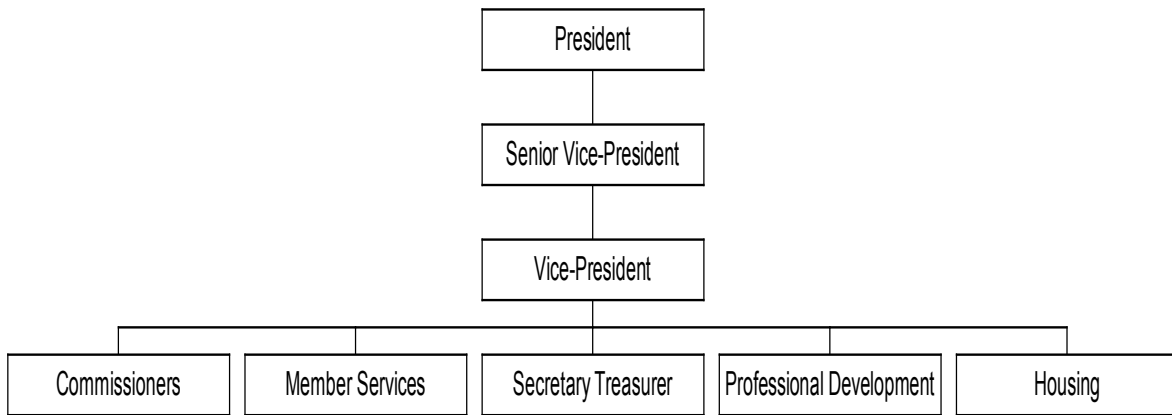 President
Senior Vice-President
Vice-President
Commissioners
Member Services
Secretary Treasurer
Professional Development
Housing